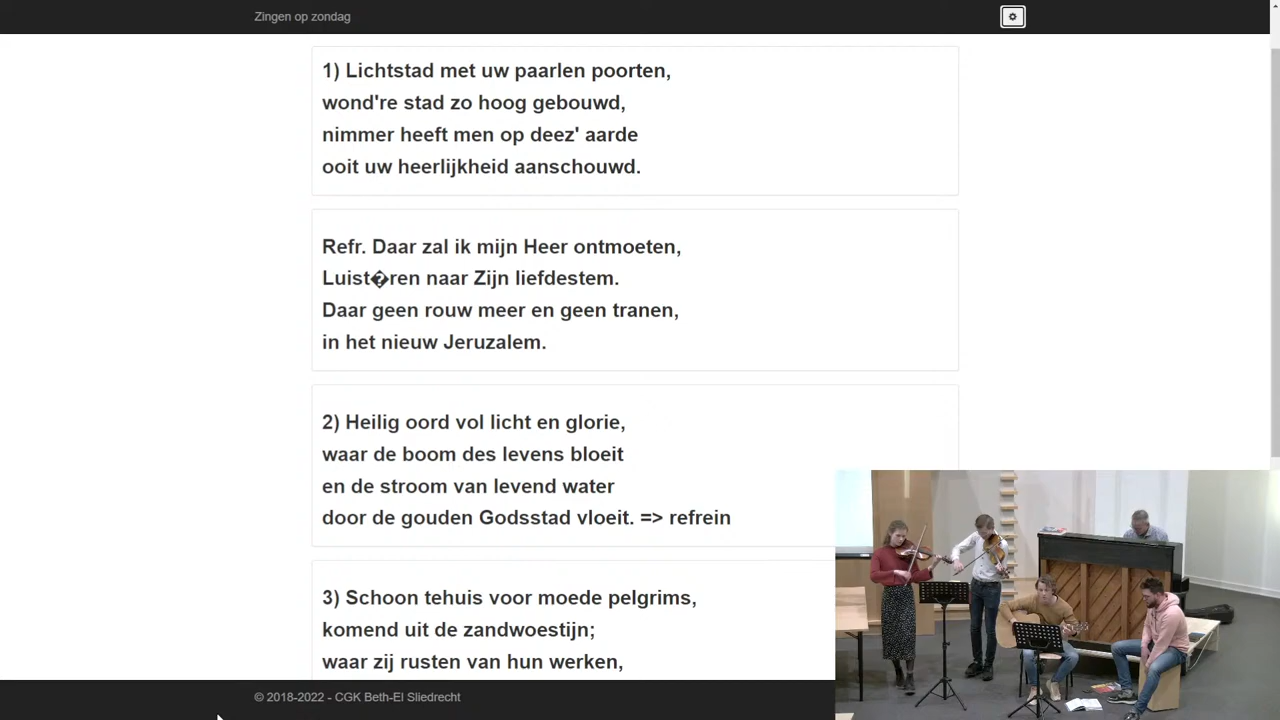 Zingen op zondag
1) Lichtstad met uw paarlen poorten,
wond're stad zo hoog gebouwd,
nimmer heeft men op deez' aarde
ooit uw heerlijkheid aanschouwd.
Refr. Daar zal ik mijn Heer ontmoeten,
Luist�ren naar Zijn liefdestem.
Daar geen rouw meer en geen tranen,
in het nieuw Jeruzalem.
2) Heilig oord vol licht en glorie,
waar de boom des levens bloeit
en de stroom van levend water
door de gouden Godsstad vloeit. => refrein
3) Schoon tehuis voor moede pelgrims,
komend uit de zandwoestijn;
waar zij rusten van hun werken,
© 2018-2022 - CGK Beth-El Sliedrecht